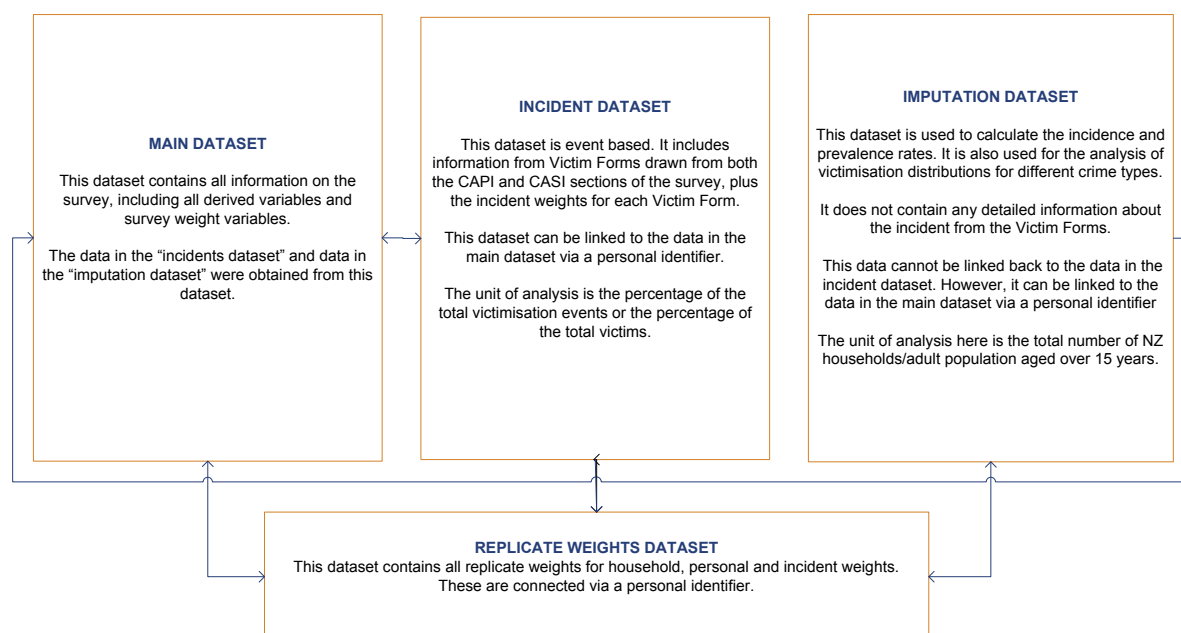 MAIN DATASET
This dataset contains all information on the
survey, including all derived variables and
survey weight variables.
The data in the “incidents dataset” and data in
the “imputation dataset” were obtained from this
dataset.
INCIDENT DATASET
This dataset is event based. It includes
information from Victim Forms drawn from both
the CAPI and CASI sections of the survey, plus
the incident weights for each Victim Form.
This dataset can be linked to the data in the
main dataset via a personal identifier.
The unit of analysis is the percentage of the
total victimisation events or the percentage of
the total victims.
IMPUTATION DATASET
This dataset is used to calculate the incidence and
prevalence rates. It is also used for the analysis of
victimisation distributions for different crime types.
It does not contain any detailed information about
the incident from the Victim Forms.
This data cannot be linked back to the data in the
incident dataset. However, it can be linked to the
data in the main dataset via a personal identifier
The unit of analysis here is the total number of NZ
households/adult population aged over 15 years.
REPLICATE WEIGHTS DATASET
This dataset contains all replicate weights for household, personal and incident weights.
These are connected via a personal identifier.